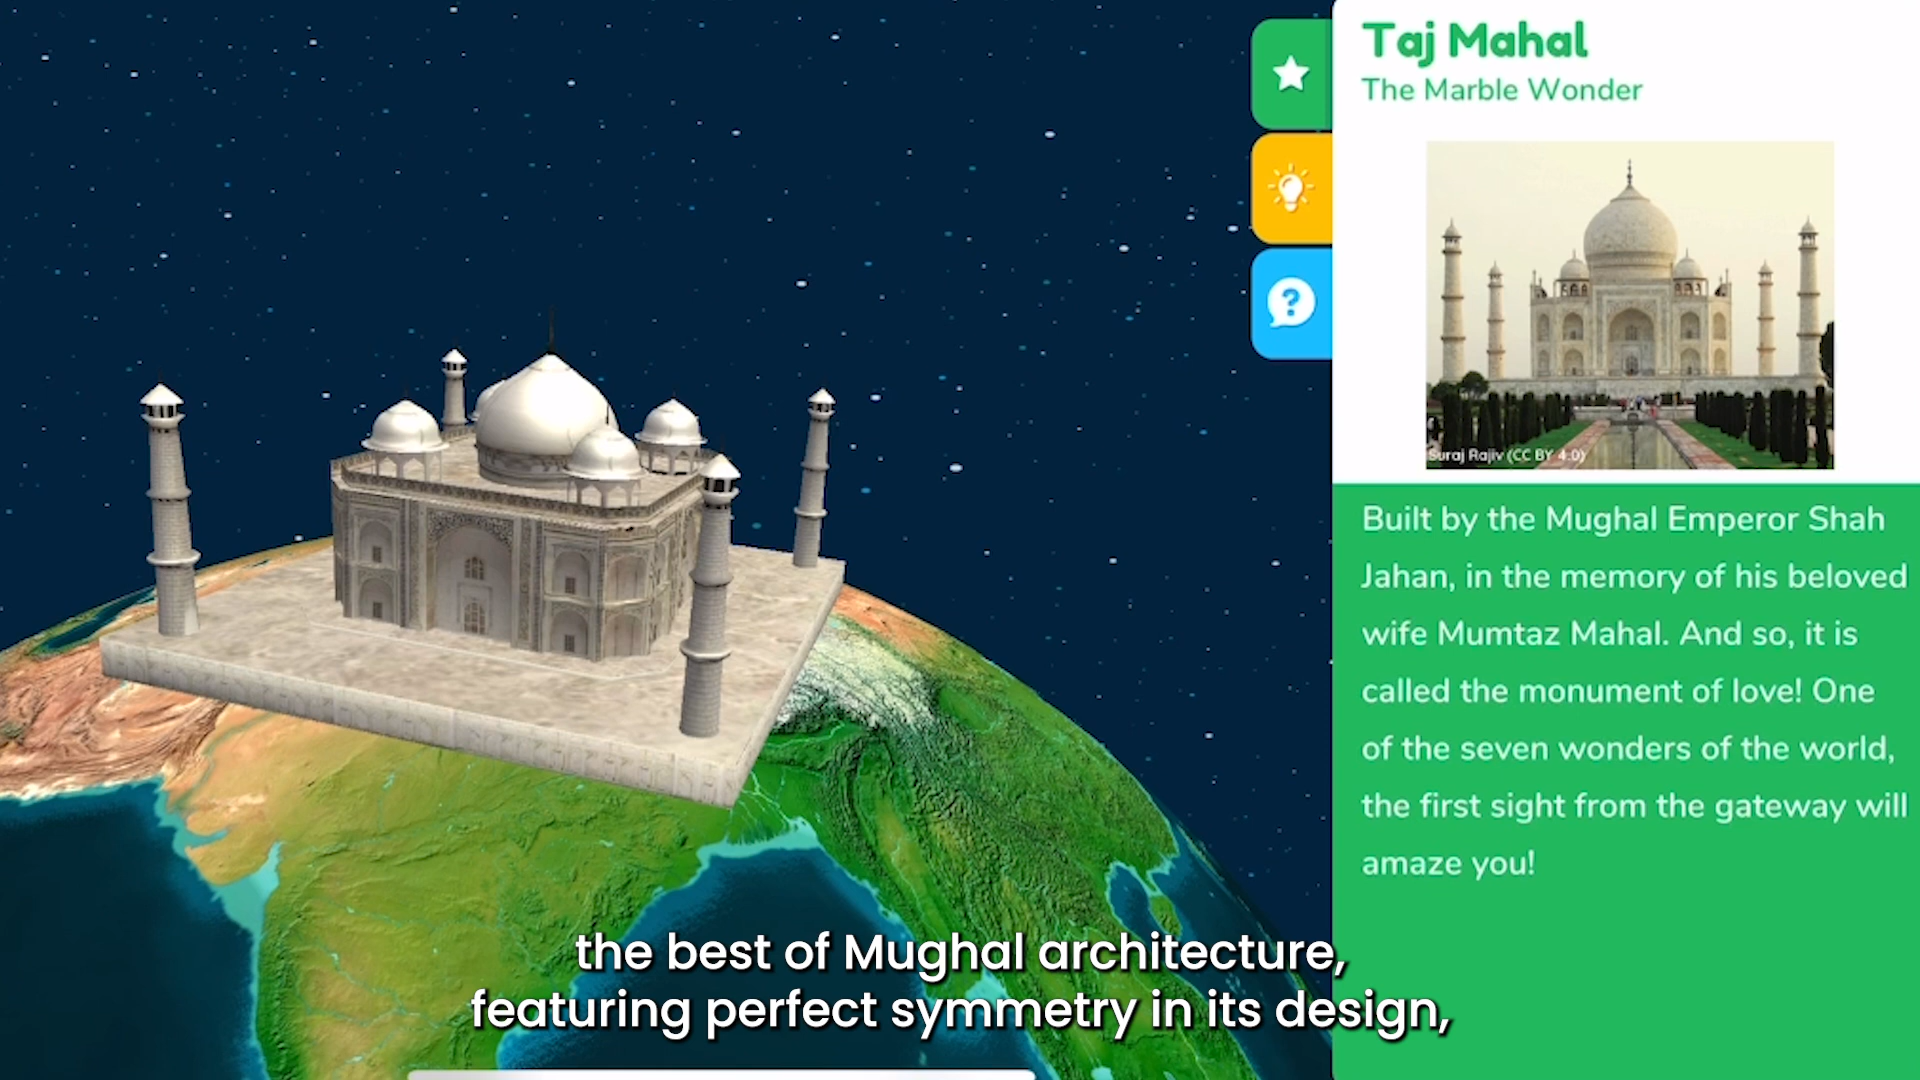 Taj Mahal
The Marble Wonder
Suraj Rajiv (CC BY 4.0)
Built by the Mughal Emperor Shah
Jahan, in the memory of his beloved
wife Mumtaz Mahal. And so, it is
called the monument of love! One
of the seven wonders of the world,
the first sight from the gateway will
amaze you!
the best of Mughal architecture,
featuring perfect symmetry in its design,